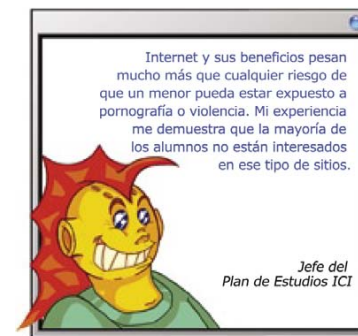 Internet y sus beneficios pesan
mucho más que cualquier riesgo de
que un menor pueda estar expuesto a
pornografía o violencia. Mi experiencia
me demuestra que la mayoría de
los alumnos no están interesados
en ese tipo de sitios.
Jefe del
Plan de Estudios ICI